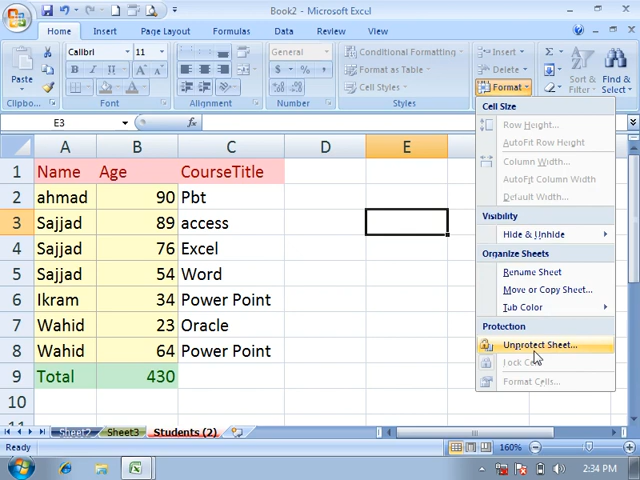 Book2 - Microsoft Excel
Home Insert Page Layout Formulas Data Review View
Paste
Clipboard
Calibri 11
B I U
Font
Alignment
General
$ % ,
Number
Conditional Formatting
Format as Table
Cell Styles
Styles
Insert
Delete
Format
Σ
Sort & Filter
Find & Select
E3
fx
A B C D E
1 Name Age CourseTitle
2 ahmad 90 Pbt
3 Sajjad 89 access
4 Sajjad 76 Excel
5 Sajjad 54 Word
6 Ikram 34 Power Point
7 Wahid 23 Oracle
8 Wahid 64 Power Point
9 Total 430
10
Cell Size
Row Height...
AutoFit Row Height
Column Width...
AutoFit Column Width
Default Width...
Visibility
Hide & Unhide
Organize Sheets
Rename Sheet
Move or Copy Sheet...
Tab Color
Protection
Unprotect Sheet...
Lock Cell
Format Cells...
Sheet2 Sheet3 Students (2)
Ready
160%
2:34 PM